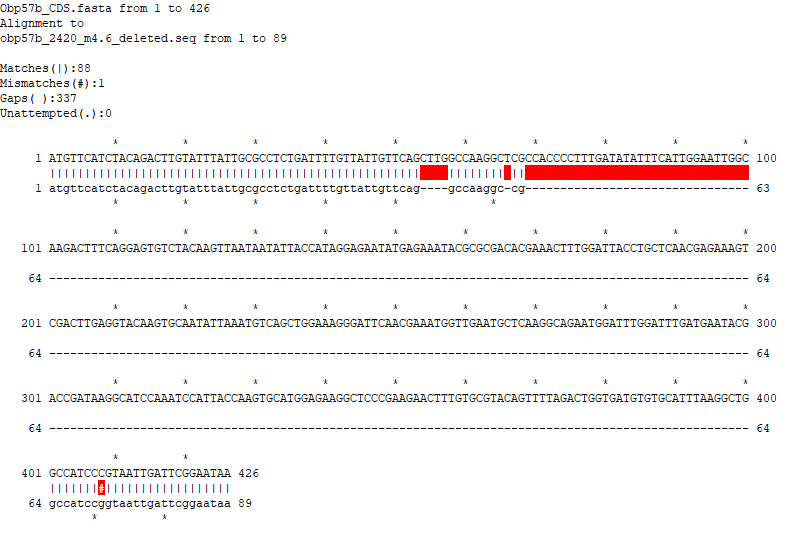 Obp57b_CDS.fasta from 1 to 426
Alignment to
obp57b_2420_m4.6_deleted.seq from 1 to 89
Matches(|):88
Mismatches(#):1
Gaps( ):337
Unattempted(.):0
* * * * * * * * * *
1 ATGTTCATCTACAGACTTGTATTTATTGCGCCTCTGATTTTGTTATTGTTCAGCTTGGCCAAGGCTCGCCACCCCTTTGATATATTTCATTGGAATTGGC 100
||||||||||||||||||||||||||||||||||||||||||||||||||||| |||||||| ||
1 atgttcatctacagacttgtatttattgcgcctctgattttgttattgttcag----gccaaggc-cg-------------------------------- 63
* * * * * * *
* * * * * * * * * *
101 AAGACTTTCAGGAGTGTCTACAAGTTAATAATATTACCATAGGAGAATATGAGAAATACGCGCGACACGAAACTTTGGATTACCTGCTCAACGAGAAAGT 200
64 ---------------------------------------------------------------------------------------------------- 64
* * * * * * * * * *
201 CGACTTGAGGTACAAGTGCAATATTAAATGTCAGCTGGAAAGGGATTCAACGAAATGGTTGAATGCTCAAGGCAGAATGGATTTGGATTTGATGAATACG 300
64 ---------------------------------------------------------------------------------------------------- 64
* * * * * * * * * *
301 ACCGATAAGGCATCCAAATCCATTACCAAGTGCATGGAGAAGGCTCCCGAAGAACTTTGTGCGTACAGTTTTAGACTGGTGATGTGTGCATTTAAGGCTG 400
64 ---------------------------------------------------------------------------------------------------- 64
* *
401 GCCATCCCGTAATTGATTCGGAATAA 426
|||||||#||||||||||||||||||
64 gccatccggtaattgattcggaataa 89
* *